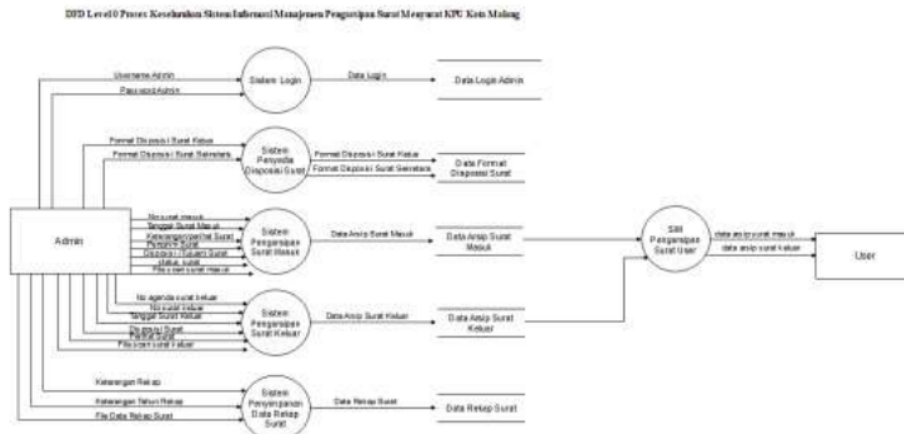 DFD Level 0 Proses Keseluruhan Sistem Informasi Manajemen Pengarsipan Surat Menyurat KPU Kota Malang
Username Admin
Password Admin
Sistem Login
Data Login
Data Login Admin
Format Disposisi Surat Ketua
Format Disposisi Surat Sekretaris
Sistem
Penyedia
Disposisi Surat
Format Disposisi Surat Ketua
Format Disposisi Surat Sekretaris
Data Format
Disposisi Surat
Admin
No surat masuk
Tanggal Surat Masuk
Keterangan/perihal Surat
Pengirim Surat
Disposisi /Tujuan Surat
status surat
File scan surat masuk
Sistem
Pengarsipan
Surat Masuk
Data Arsip Surat Masuk
Data Arsip Surat
Masuk
SIM
Pengarsipan
Surat User
data arsip surat masuk
data arsip surat keluar
User
No agenda surat keluar
No surat keluar
Tanggal Surat Keluar
Disposisi Surat
Perihal Surat
File scan surat keluar
Sistem
Pengarsipan
Surat Keluar
Data Arsip Surat Keluar
Data Arsip Surat
Keluar
Keterangan Rekap
Keterangan Tahun Rekap
File Data Rekap Surat
Sistem
Penyimpanan
Data Rekap
Surat
Data Rekap Surat
Data Rekap Surat